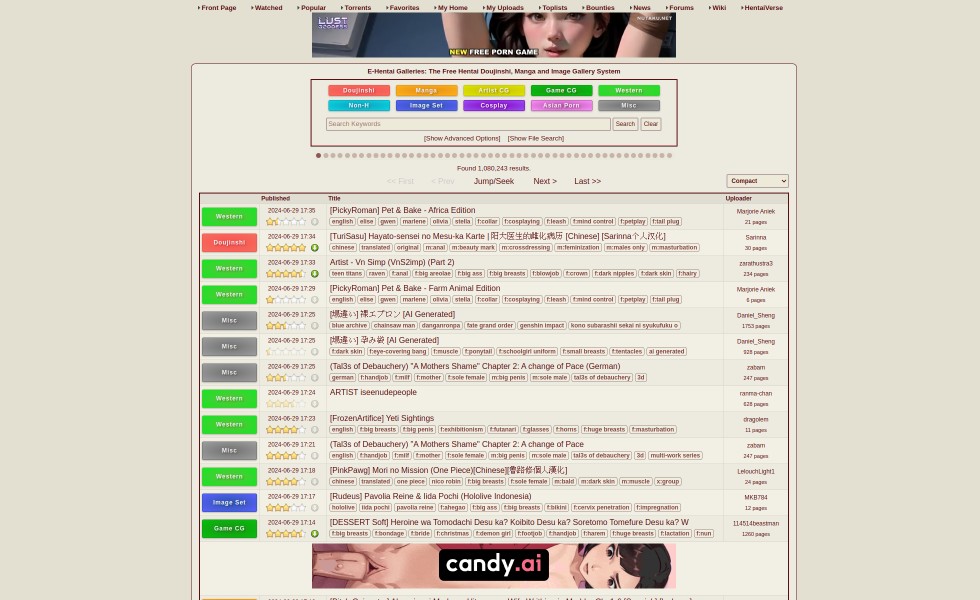 Front Page Watched Popular Torrents Favorites My Home My Uploads Toplists Bounties News Forums Wiki HentaiVerse
LUST
NUTAKU.NET
NEW FREE PORN GAME
E-Hentai Galleries: The Free Hentai Doujinshi, Manga and Image Gallery System
Doujinshi Manga Artist CG Game CG Western
Non-H Image Set Cosplay Asian Porn Misc
Search Keywords Search Clear
[Show Advanced Options] [Show File Search]
Found 1,080,243 results.
<< First < Prev Jump/Seek Next > Last >> Compact
Published Title Uploader
Western 2024-06-29 17:35 [PickyRoman] Pet & Bake - Africa Edition Marjorie Aniek
english elise gwen marlene olivia stella f:collar f:cosplaying f:leash f:mind control f:petplay f:tail plug 21 pages
Doujinshi 2024-06-29 17:34 [TuriSasu] Hayato-sensei no Mesu-ka Karte | 阳大医生的雌化病历 [Chinese] [Sarinna个人汉化] Sarinna
chinese translated original m:anal m:beauty mark m:crossdressing m:feminization m:males only m:masturbation 30 pages
Western 2024-06-29 17:33 Artist - Vn Simp (VnS2imp) (Part 2) zarathustra3
teen titans raven f:anal f:big areolae f:big ass f:big breasts f:blowjob f:crown f:dark nipples f:dark skin f:hairy 234 pages
Western 2024-06-29 17:29 [PickyRoman] Pet & Bake - Farm Animal Edition Marjorie Aniek
english elise gwen marlene olivia stella f:collar f:cosplaying f:leash f:mind control f:petplay f:tail plug 6 pages
Misc 2024-06-29 17:25 [場違い] 裸エプロン [AI Generated] Daniel_Sheng
blue archive chainsaw man danganronpa fate grand order genshin impact kono subarashii sekai ni syukufuku o 1753 pages
Misc 2024-06-29 17:25 [場違い] 孕み袋 [AI Generated] Daniel_Sheng
f:dark skin f:eye-covering bang f:muscle f:ponytail f:schoolgirl uniform f:small breasts f:tentacles ai generated 928 pages
Misc 2024-06-29 17:25 (Tal3s of Debauchery) "A Mothers Shame" Chapter 2: A change of Pace (German) zabam
german f:handjob f:milf f:mother f:sole female m:big penis m:sole male tal3s of debauchery 3d 247 pages
Western 2024-06-29 17:24 ARTIST iseenudepeople ranma-chan
628 pages
Western 2024-06-29 17:23 [FrozenArtifice] Yeti Sightings dragolem
english f:big breasts f:big penis f:exhibitionism f:futanari f:glasses f:horns f:huge breasts f:masturbation 11 pages
Misc 2024-06-29 17:21 (Tal3s of Debauchery) "A Mothers Shame" Chapter 2: A change of Pace zabam
english f:handjob f:milf f:mother f:sole female m:big penis m:sole male tal3s of debauchery 3d multi-work series 247 pages
Western 2024-06-29 17:18 [PinkPawg] Mori no Mission (One Piece)[Chinese][魯路修個人漢化] LelouchLight1
chinese translated one piece nico robin f:big breasts f:sole female m:bald m:dark skin m:muscle x:group 24 pages
Image Set 2024-06-29 17:17 [Rudeus] Pavolia Reine & Iida Pochi (Hololive Indonesia) MKB784
hololive iida pochi pavolia reine f:ahegao f:big ass f:big breasts f:bikini f:cervix penetration f:impregnation 12 pages
Game CG 2024-06-29 17:14 [DESSERT Soft] Heroine wa Tomodachi Desu ka? Koibito Desu ka? Soretomo Tomefure Desu ka? W 114514beastman
f:big breasts f:bondage f:bride f:christmas f:demon girl f:footjob f:handjob f:harem f:huge breasts f:lactation f:nun 1260 pages
candy.ai